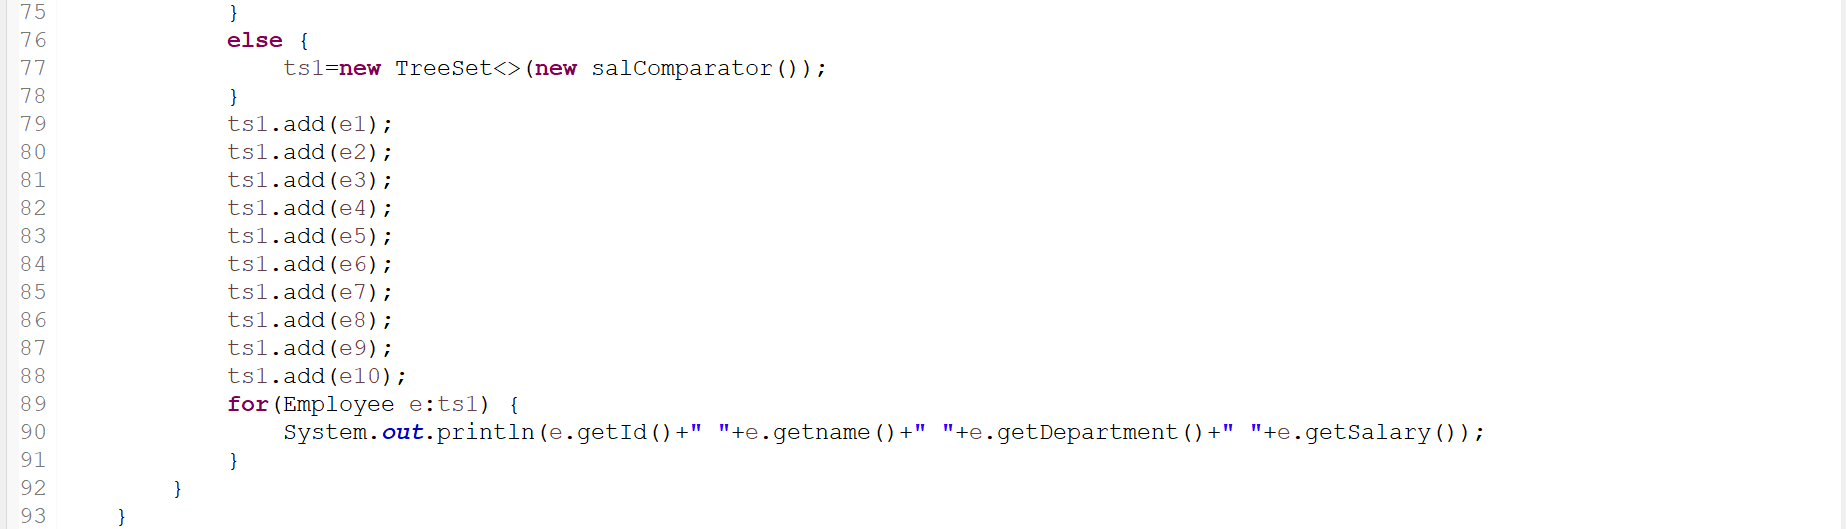 75 }
76 else {
77 ts1=new TreeSet<>(new salComparator());
78 }
79 ts1.add(e1);
80 ts1.add(e2);
81 ts1.add(e3);
82 ts1.add(e4);
83 ts1.add(e5);
84 ts1.add(e6);
85 ts1.add(e7);
86 ts1.add(e8);
87 ts1.add(e9);
88 ts1.add(e10);
89 for(Employee e:ts1) {
90 System.out.println(e.getId()+" "+e.getname()+" "+e.getDepartment()+" "+e.getSalary());
91 }
92 }
93 }